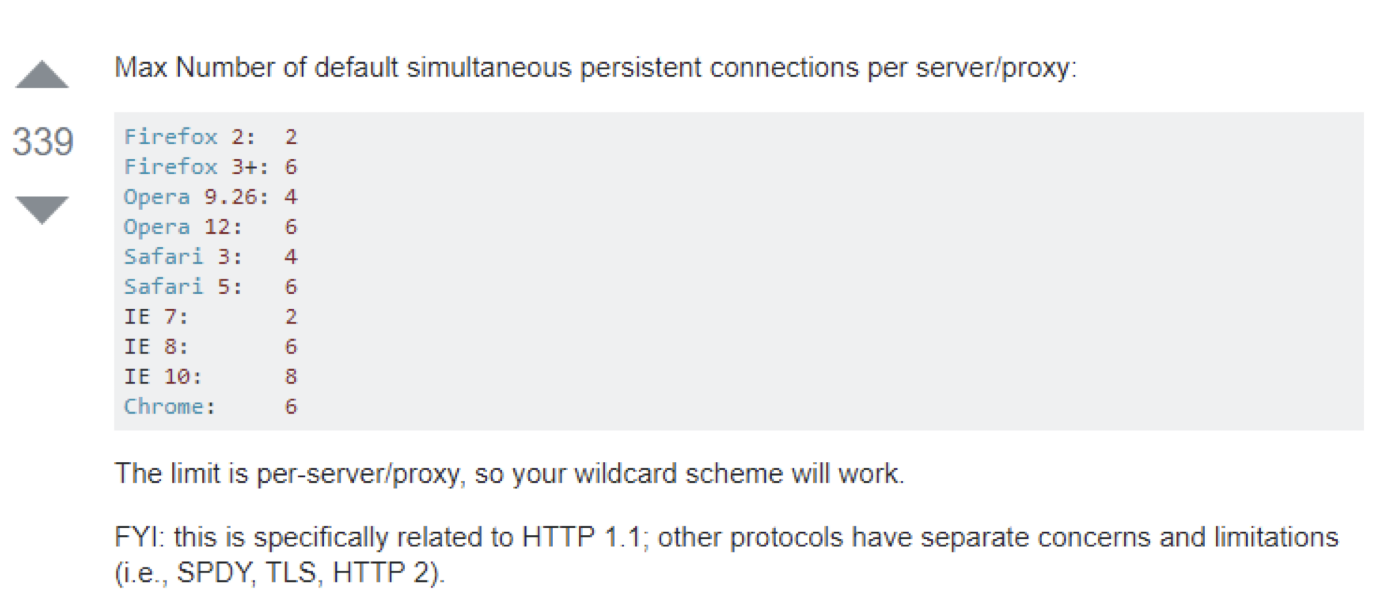 Max Number of default simultaneous persistent connections per server/proxy:
339
Firefox 2:  2
Firefox 3+: 6
Opera 9.26: 4
Opera 12:   6
Safari 3:   4
Safari 5:   6
IE 7:       2
IE 8:       6
IE 10:      8
Chrome:     6
The limit is per-server/proxy, so your wildcard scheme will work.
FYI: this is specifically related to HTTP 1.1; other protocols have separate concerns and limitations
(i.e., SPDY, TLS, HTTP 2).